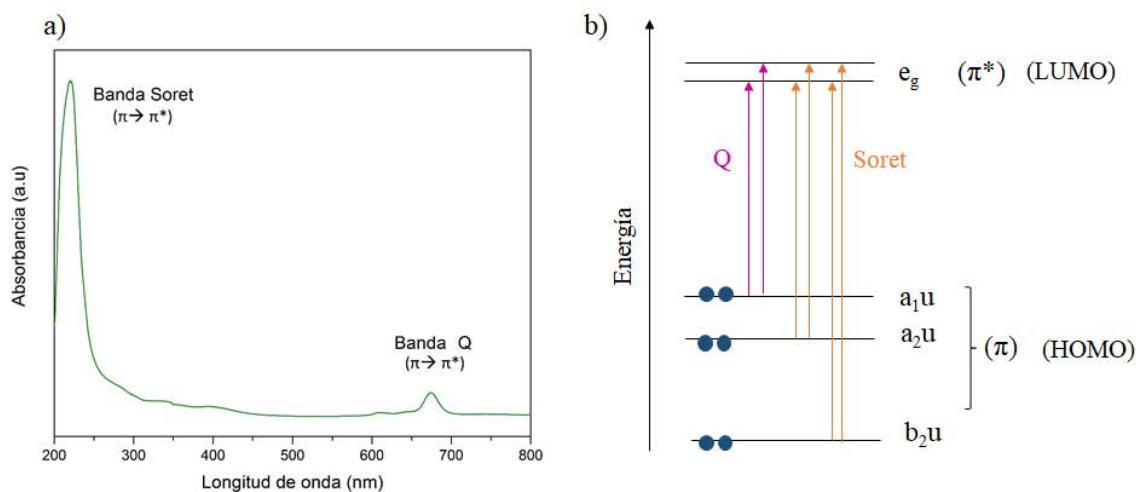 a)
Banda Soret
(π→ π*)
Banda Q
(π→ π*)
Absorbancia (a.u)
200 300 400 500 600 700 800
Longitud de onda (nm)
b)
Energía
eg (π*) (LUMO)
Q Soret
a1u
a2u (π) (HOMO)
b2u